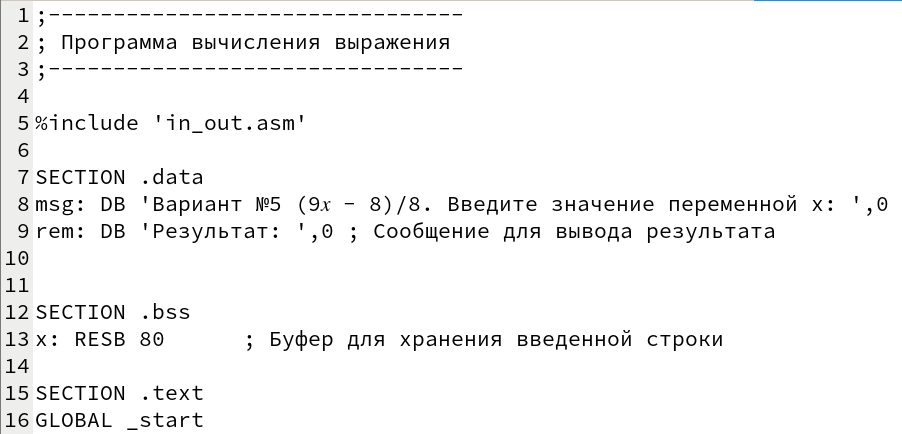 1 ;--------------------------------
2 ; Программа вычисления выражения
3 ;--------------------------------
4
5 %include 'in_out.asm'
6
7 SECTION .data
8 msg: DB 'Вариант №5 (9𝑥 − 8)/8. Введите значение переменной x: ',0
9 rem: DB 'Результат: ',0 ; Сообщение для вывода результата
10
11
12 SECTION .bss
13 x: RESB 80      ; Буфер для хранения введенной строки
14
15 SECTION .text
16 GLOBAL _start